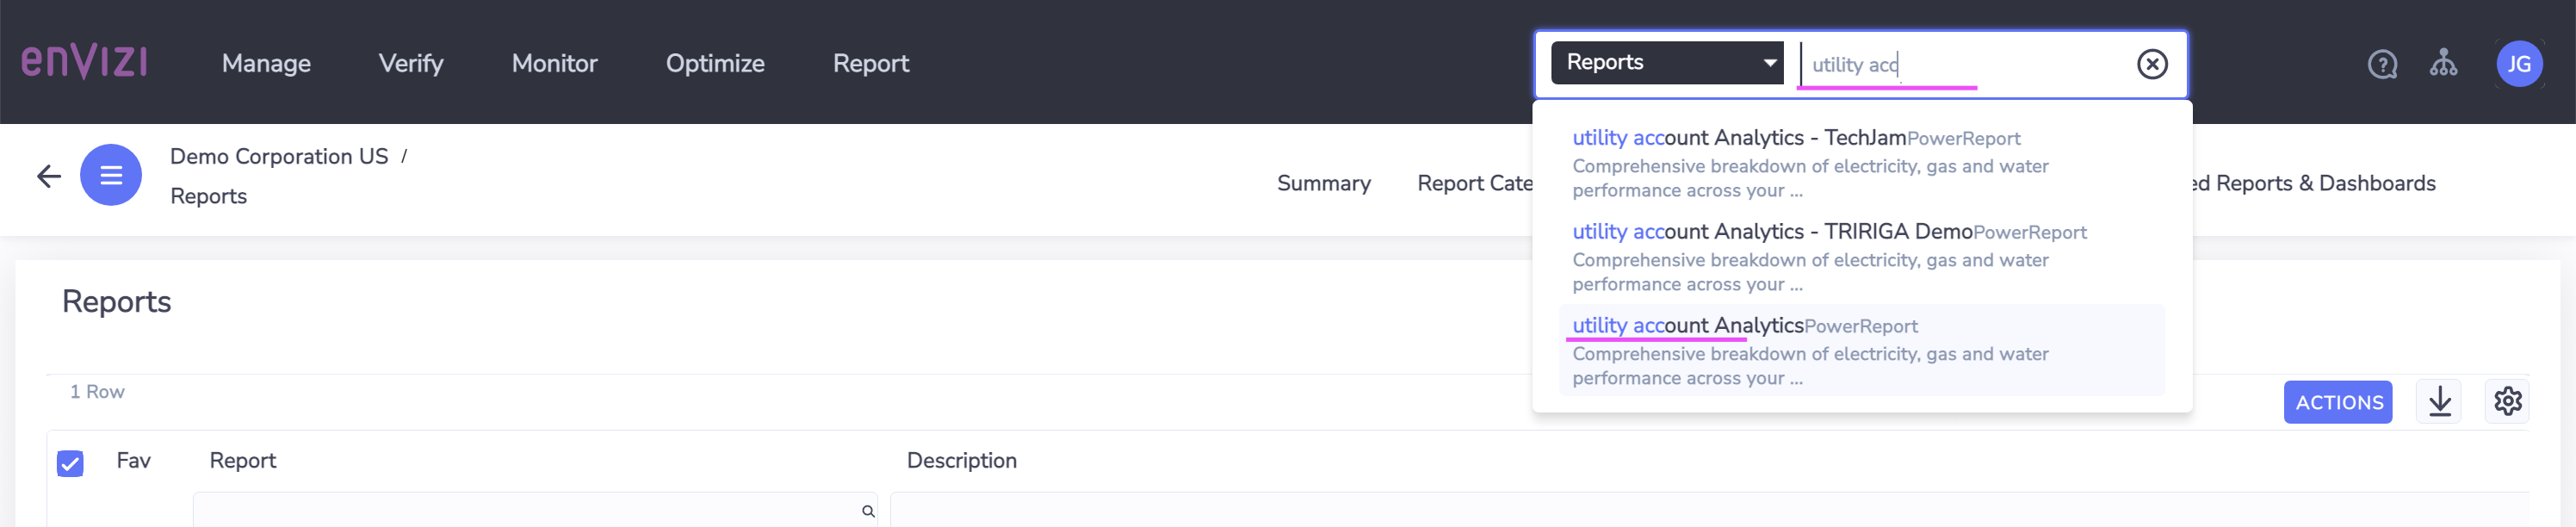 envizi
Manage Verify Monitor Optimize Report
Reports
utility acc
JG
Demo Corporation US /
Reports
Summary Report Cate
ed Reports & Dashboards
utility account Analytics - TechJamPowerReport
Comprehensive breakdown of electricity, gas and water
performance across your ...
utility account Analytics - TRIRIGA DemoPowerReport
Comprehensive breakdown of electricity, gas and water
performance across your ...
utility account AnalyticsPowerReport
Comprehensive breakdown of electricity, gas and water
performance across your ...
Reports
1 Row
ACTIONS
Fav Report Description